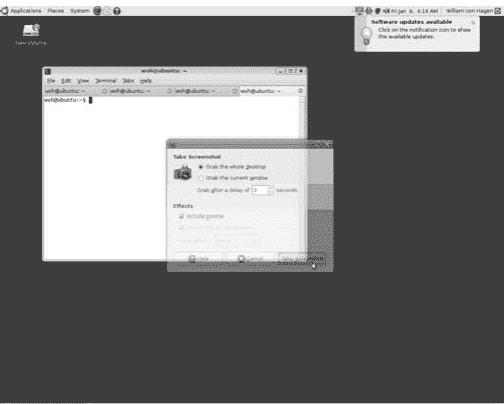 Applications Places System
Fri Jan 9, 4:14 AM William von Hagen
Software updates available
Click on the notification icon to show
the available updates.
wvh@ubuntu: ~
File Edit View Terminal Tabs Help
wvh@ubuntu: ~ wvh@ubuntu: ~ wvh@ubuntu: ~ wvh@ubuntu: ~
wvh@ubuntu:~$
Take Screenshot
Grab the whole desktop
Grab the current window
Grab after a delay of 0 seconds
Effects
Include pointer
Help Cancel